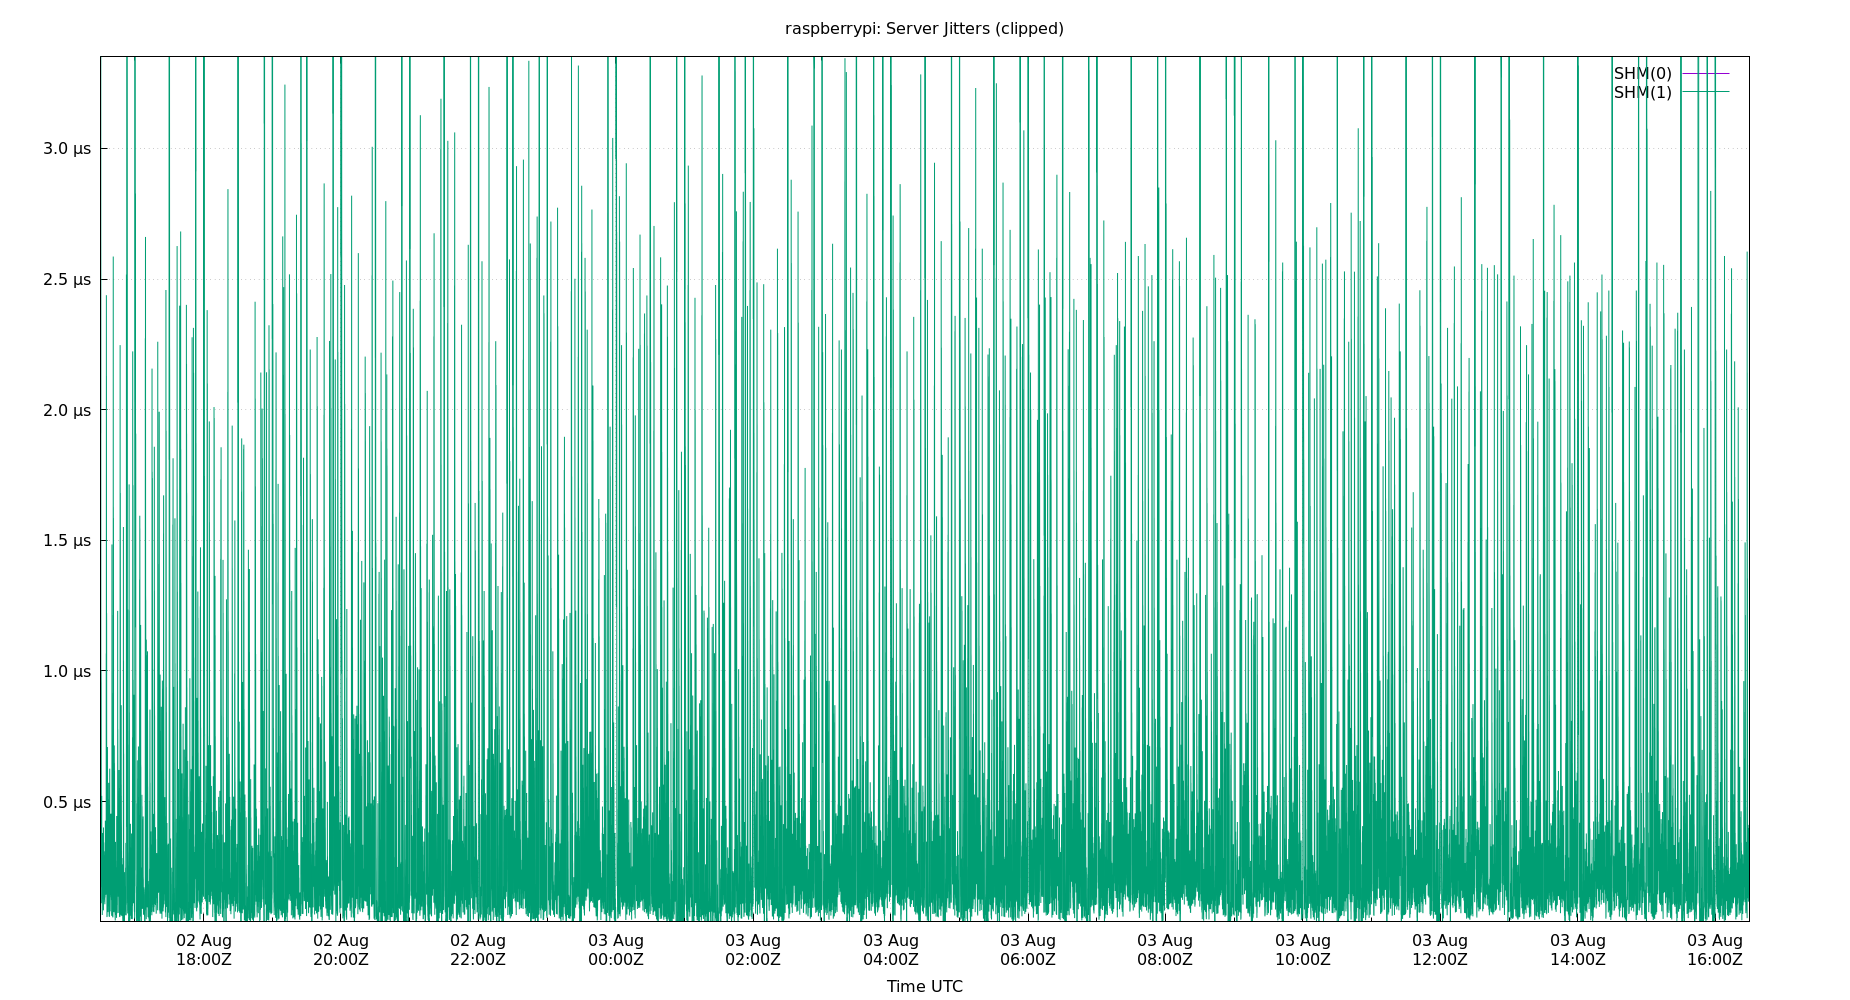 raspberrypi: Server Jitters (clipped)
SHM(0)
SHM(1)
3.0 µs
2.5 µs
2.0 µs
1.5 µs
1.0 µs
0.5 µs
02 Aug 02 Aug 02 Aug 03 Aug 03 Aug 03 Aug 03 Aug 03 Aug 03 Aug 03 Aug 03 Aug 03 Aug
18:00Z 20:00Z 22:00Z 00:00Z 02:00Z 04:00Z 06:00Z 08:00Z 10:00Z 12:00Z 14:00Z 16:00Z
Time UTC